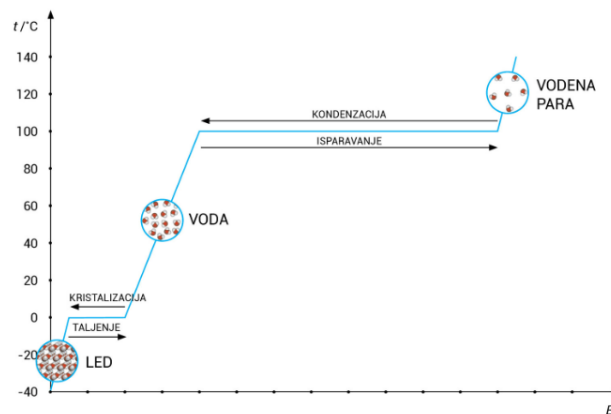 t /°C
140
120
100
80
60
40
20
0
-20
-40
VODENA
PARA
KONDENZACIJA
ISPARAVANJE
VODA
KRISTALIZACIJA
TALJENJE
LED
E